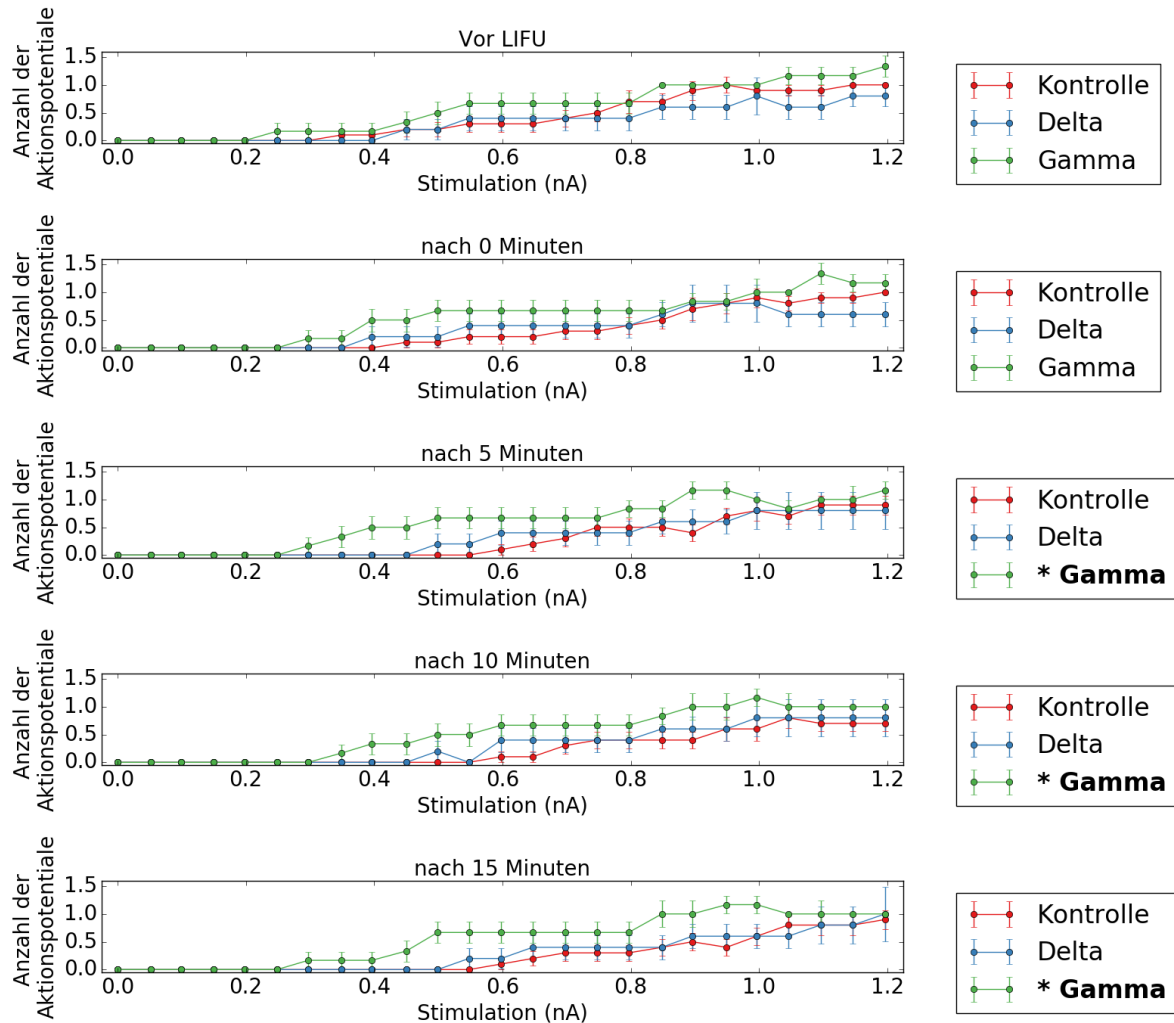 Vor LIFU
Anzahl der
Aktionspotentiale
1.5
1.0
0.5
0.0
0.0 0.2 0.4 0.6 0.8 1.0 1.2
Stimulation (nA)
Kontrolle
Delta
Gamma
nach 0 Minuten
Anzahl der
Aktionspotentiale
1.5
1.0
0.5
0.0
0.0 0.2 0.4 0.6 0.8 1.0 1.2
Stimulation (nA)
Kontrolle
Delta
Gamma
nach 5 Minuten
Anzahl der
Aktionspotentiale
1.5
1.0
0.5
0.0
0.0 0.2 0.4 0.6 0.8 1.0 1.2
Stimulation (nA)
Kontrolle
Delta
* Gamma
nach 10 Minuten
Anzahl der
Aktionspotentiale
1.5
1.0
0.5
0.0
0.0 0.2 0.4 0.6 0.8 1.0 1.2
Stimulation (nA)
Kontrolle
Delta
* Gamma
nach 15 Minuten
Anzahl der
Aktionspotentiale
1.5
1.0
0.5
0.0
0.0 0.2 0.4 0.6 0.8 1.0 1.2
Stimulation (nA)
Kontrolle
Delta
* Gamma